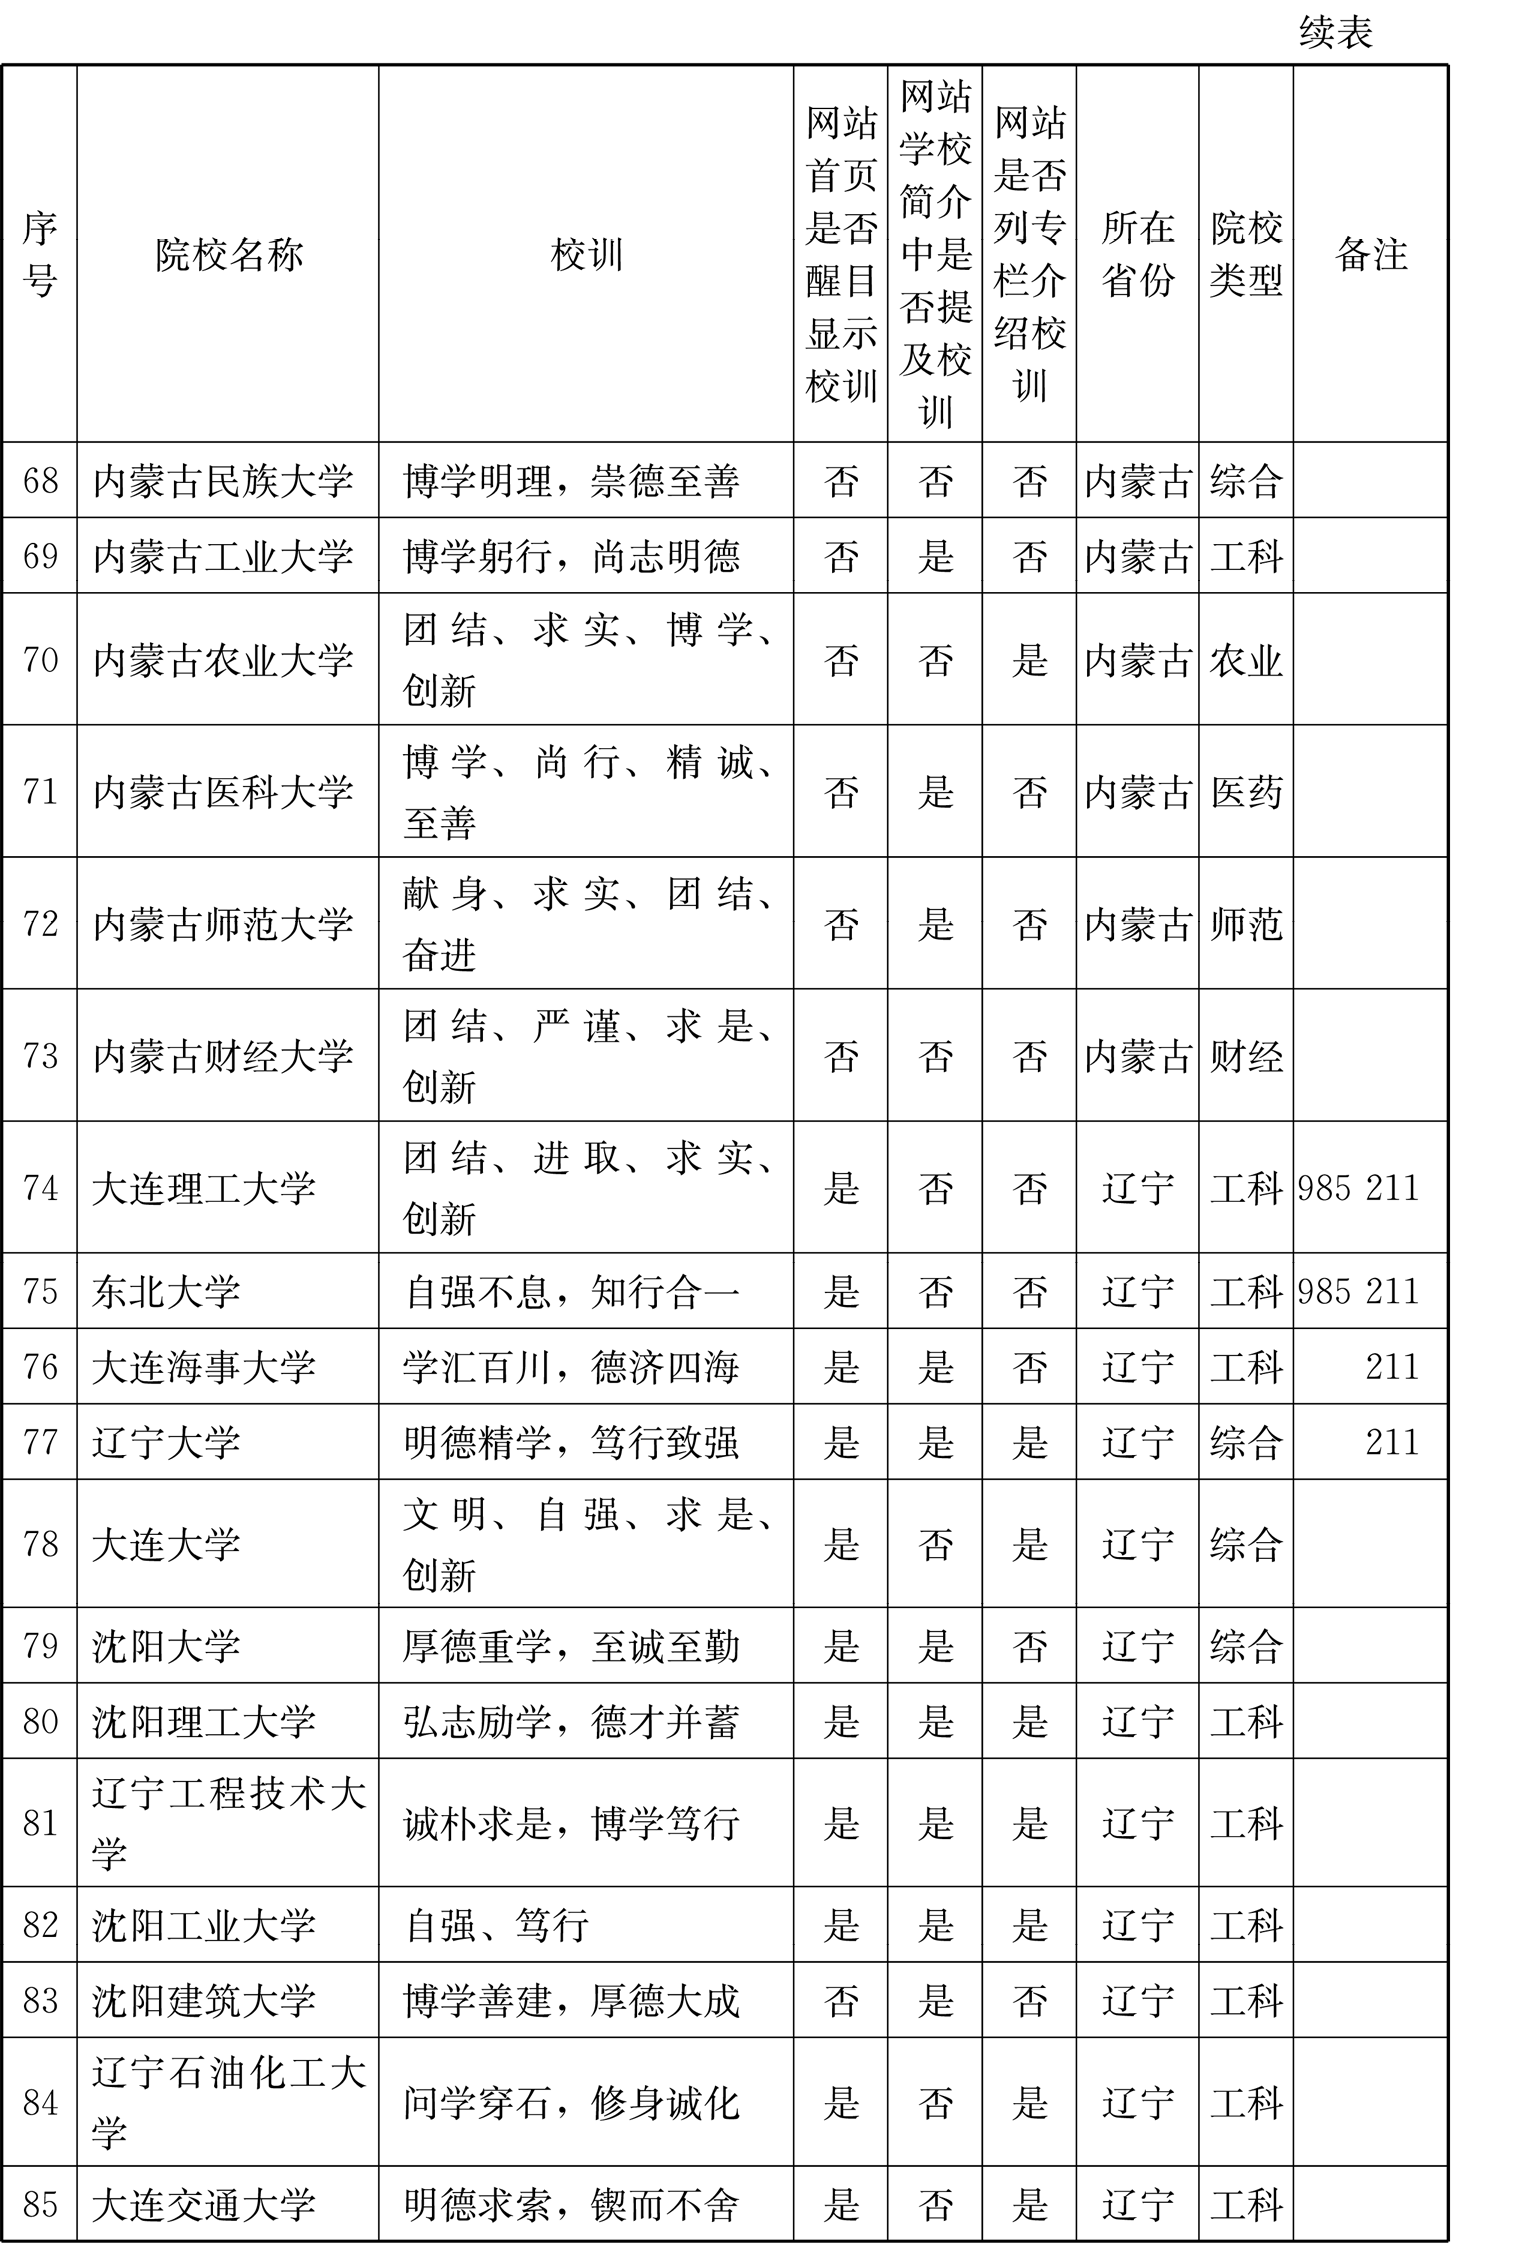 续表
序号 院校名称 校训 网站首页是否醒目显示校训 网站学校简介中是否提及校训 网站是否列专栏介绍校训 所在省份 院校类型 备注
68 内蒙古民族大学 博学明理，崇德至善 否 否 否 内蒙古 综合
69 内蒙古工业大学 博学躬行，尚志明德 否 是 否 内蒙古 工科
70 内蒙古农业大学 团结、求实、博学、创新 否 否 是 内蒙古 农业
71 内蒙古医科大学 博学、尚行、精诚、至善 否 是 否 内蒙古 医药
72 内蒙古师范大学 献身、求实、团结、奋进 否 是 否 内蒙古 师范
73 内蒙古财经大学 团结、严谨、求是、创新 否 否 否 内蒙古 财经
74 大连理工大学 团结、进取、求实、创新 是 否 否 辽宁 工科 985 211
75 东北大学 自强不息，知行合一 是 否 否 辽宁 工科 985 211
76 大连海事大学 学汇百川，德济四海 是 是 否 辽宁 工科 211
77 辽宁大学 明德精学，笃行致强 是 是 是 辽宁 综合 211
78 大连大学 文明、自强、求是、创新 是 否 是 辽宁 综合
79 沈阳大学 厚德重学，至诚至勤 是 是 否 辽宁 综合
80 沈阳理工大学 弘志励学，德才并蓄 是 是 是 辽宁 工科
81 辽宁工程技术大学 诚朴求是，博学笃行 是 是 是 辽宁 工科
82 沈阳工业大学 自强、笃行 是 是 是 辽宁 工科
83 沈阳建筑大学 博学善建，厚德大成 否 是 否 辽宁 工科
84 辽宁石油化工大学 问学穿石，修身诚化 是 否 是 辽宁 工科
85 大连交通大学 明德求索，锲而不舍 是 否 是 辽宁 工科